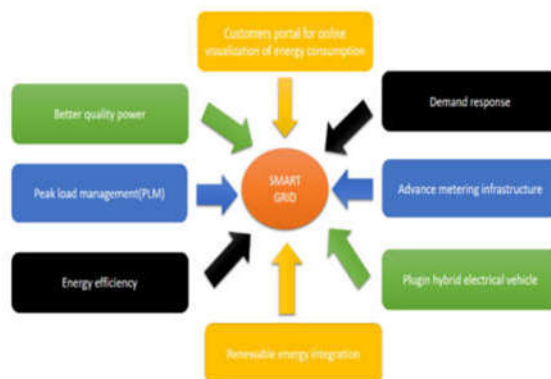 Customers portal for online
visualization of energy consumption
Better quality power
Demand response
Peak load management(PLM)
SMART
GRID
Advance metering infrastructure
Energy efficiency
Plugin hybrid electrical vehicle
Renewable energy integration